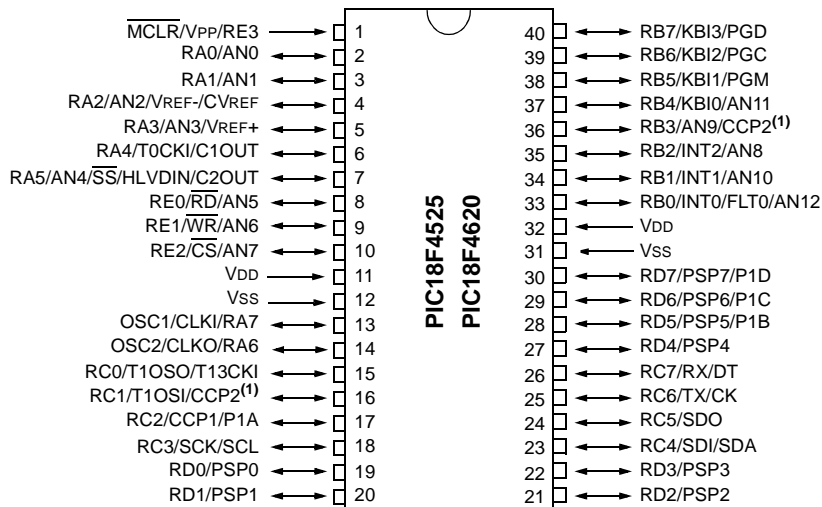 MCLR/VPP/RE3 1
RA0/AN0 2
RA1/AN1 3
RA2/AN2/VREF-/CVREF 4
RA3/AN3/VREF+ 5
RA4/T0CKI/C1OUT 6
RA5/AN4/SS/HLVDIN/C2OUT 7
RE0/RD/AN5 8
RE1/WR/AN6 9
RE2/CS/AN7 10
VDD 11
VSS 12
OSC1/CLKI/RA7 13
OSC2/CLKO/RA6 14
RC0/T1OSO/T13CKI 15
RC1/T1OSI/CCP2(1) 16
RC2/CCP1/P1A 17
RC3/SCK/SCL 18
RD0/PSP0 19
RD1/PSP1 20
PIC18F4525
PIC18F4620
40 RB7/KBI3/PGD
39 RB6/KBI2/PGC
38 RB5/KBI1/PGM
37 RB4/KBI0/AN11
36 RB3/AN9/CCP2(1)
35 RB2/INT2/AN8
34 RB1/INT1/AN10
33 RB0/INT0/FLT0/AN12
32 VDD
31 VSS
30 RD7/PSP7/P1D
29 RD6/PSP6/P1C
28 RD5/PSP5/P1B
27 RD4/PSP4
26 RC7/RX/DT
25 RC6/TX/CK
24 RC5/SDO
23 RC4/SDI/SDA
22 RD3/PSP3
21 RD2/PSP2